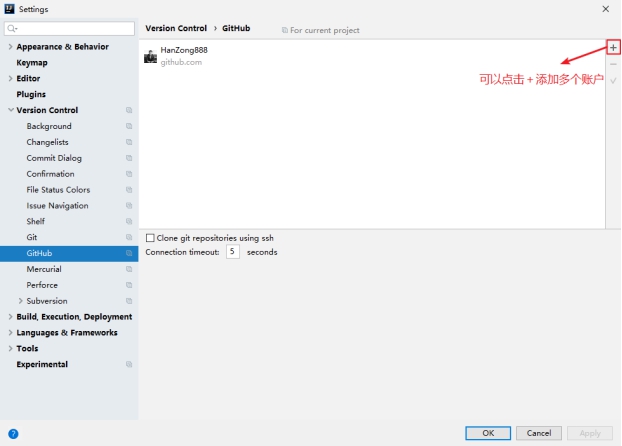 Settings
Version Control › GitHub
For current project
Appearance & Behavior
Keymap
Editor
Plugins
Version Control
Background
Changelists
Commit Dialog
Confirmation
File Status Colors
Issue Navigation
Shelf
Git
GitHub
Mercurial
Perforce
Subversion
Build, Execution, Deployment
Languages & Frameworks
Tools
Experimental
HanZong888
github.com
可以点击 + 添加多个账户
Clone git repositories using ssh
Connection timeout: 5 seconds
OK Cancel Apply